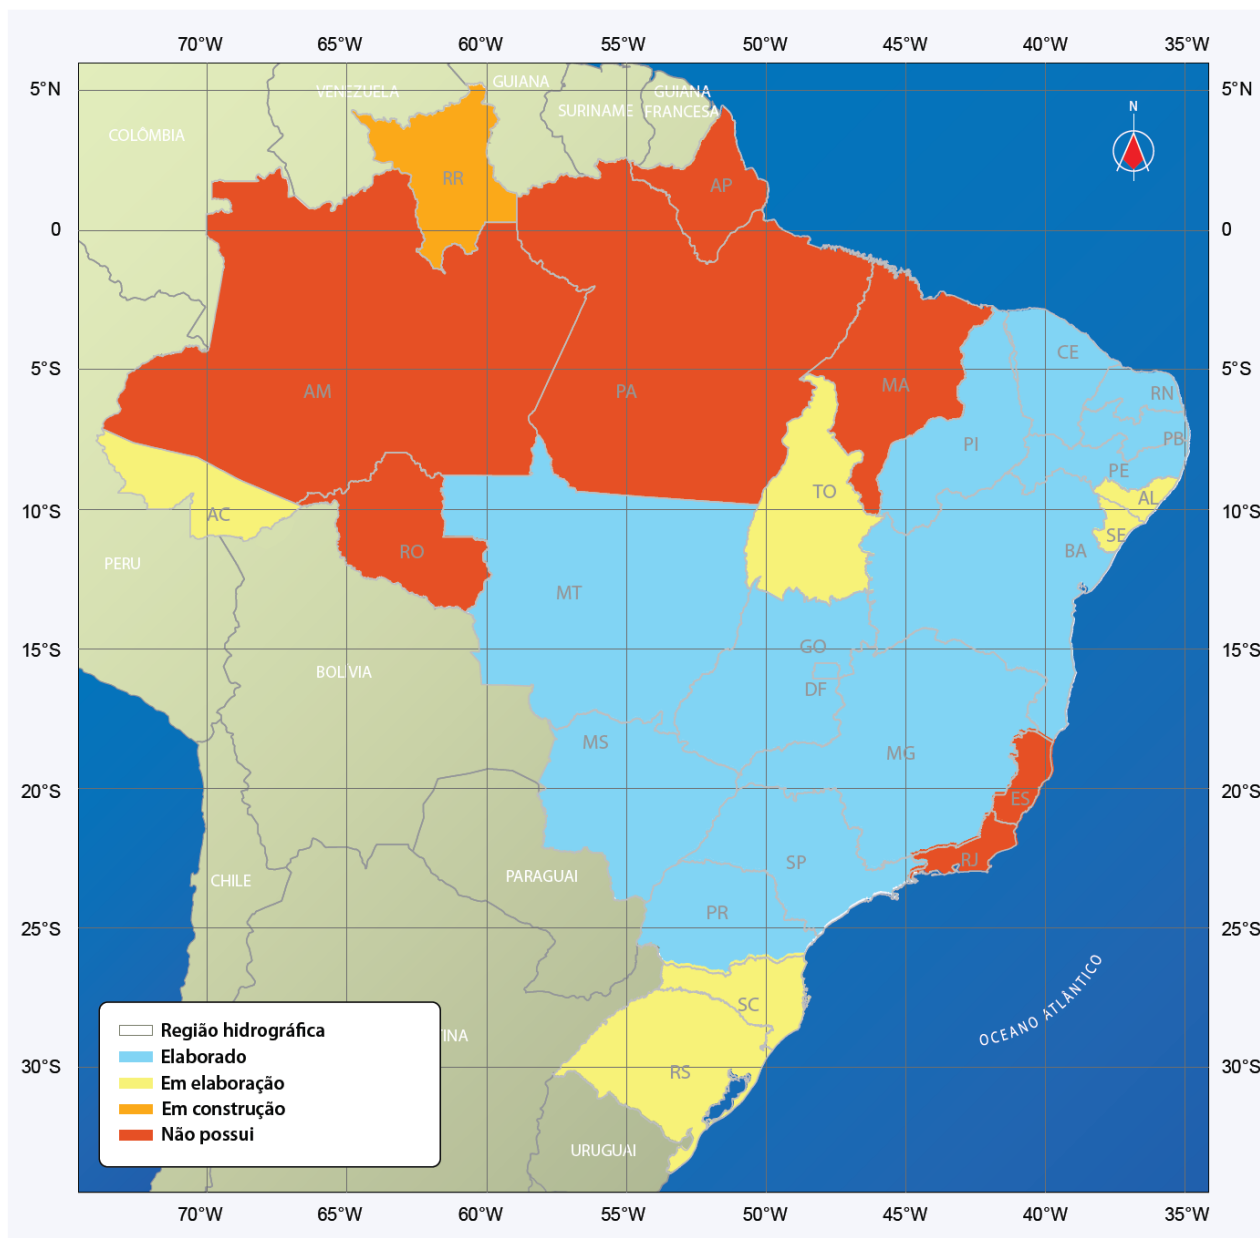 70°W 65°W 60°W 55°W 50°W 45°W 40°W 35°W
5°N 5°N
VENEZUELA
GUIANA
SURINAME
GUIANA
FRANCESA
COLÔMBIA
N
RR
AP
0 0
5°S 5°S
AM
PA
MA
CE
RN
PI
PB
PE
TO
AL
AC
10°S 10°S
SE
RO
BA
PERU
MT
GO
15°S 15°S
BOLÍVIA
DF
MS
MG
20°S 20°S
ES
SP
RJ
CHILE
PARAGUAI
PR
25°S 25°S
SC
OCEANO ATLÂNTICO
TINA
RS
30°S 30°S
URUGUAI
Região hidrográfica
Elaborado
Em elaboração
Em construção
Não possui
70°W 65°W 60°W 55°W 50°W 45°W 40°W 35°W